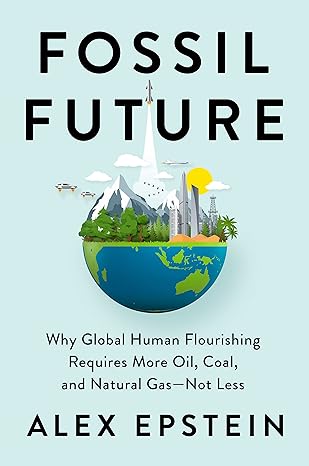 FOSSIL
FUTURE
Why Global Human Flourishing
Requires More Oil, Coal,
and Natural Gas—Not Less
ALEX EPSTEIN